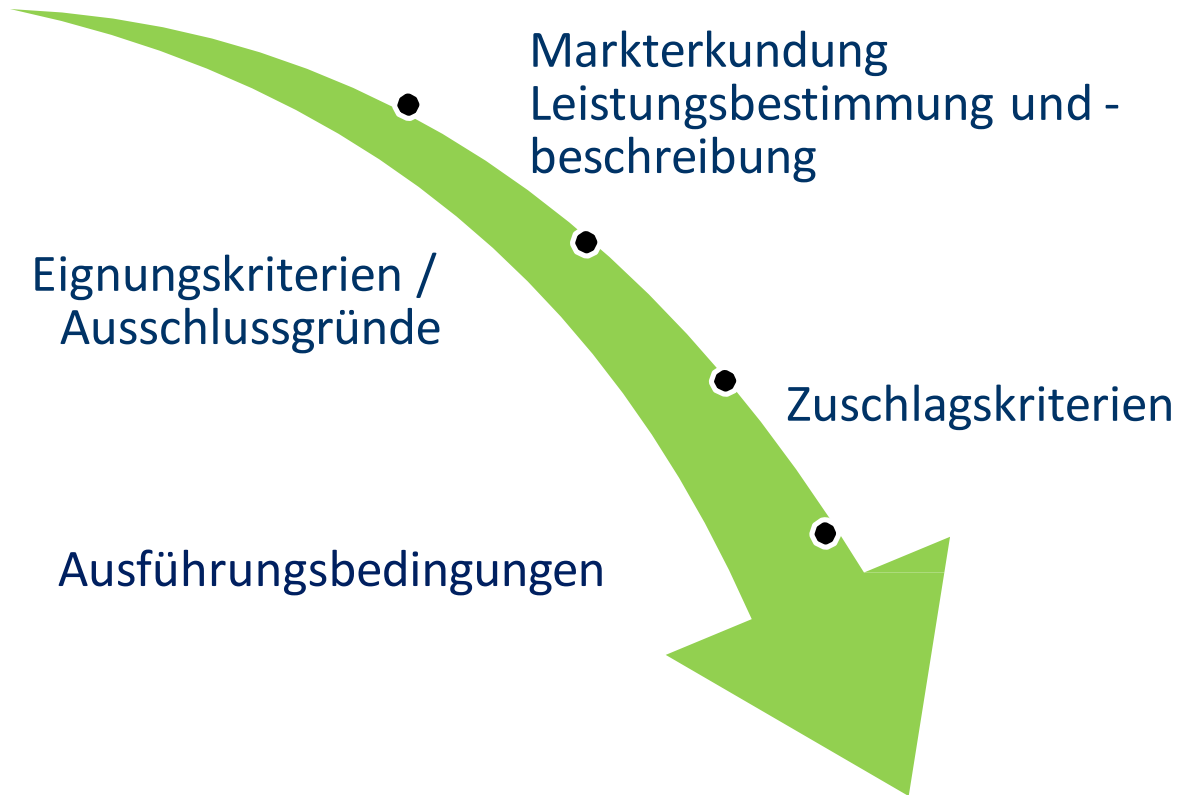 Markterkundung
Leistungsbestimmung und -
beschreibung
Eignungskriterien /
Ausschlussgründe
Zuschlagskriterien
Ausführungsbedingungen